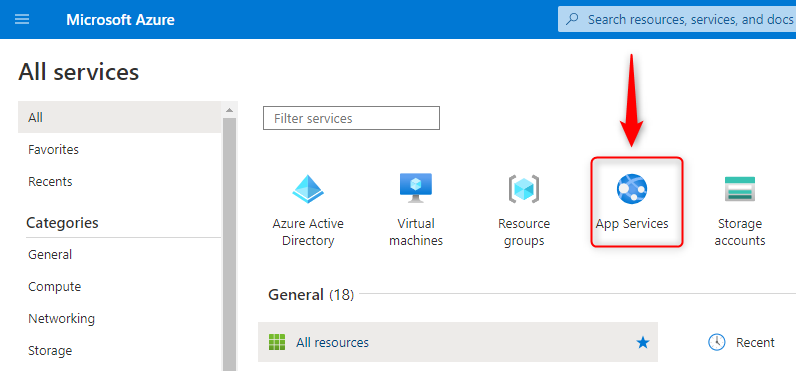 Microsoft Azure
Search resources, services, and docs
All services
All
Favorites
Recents
Categories
General
Compute
Networking
Storage
Filter services
Azure Active
Directory
Virtual
machines
Resource
groups
App Services
Storage
accounts
General (18)
All resources
Recent